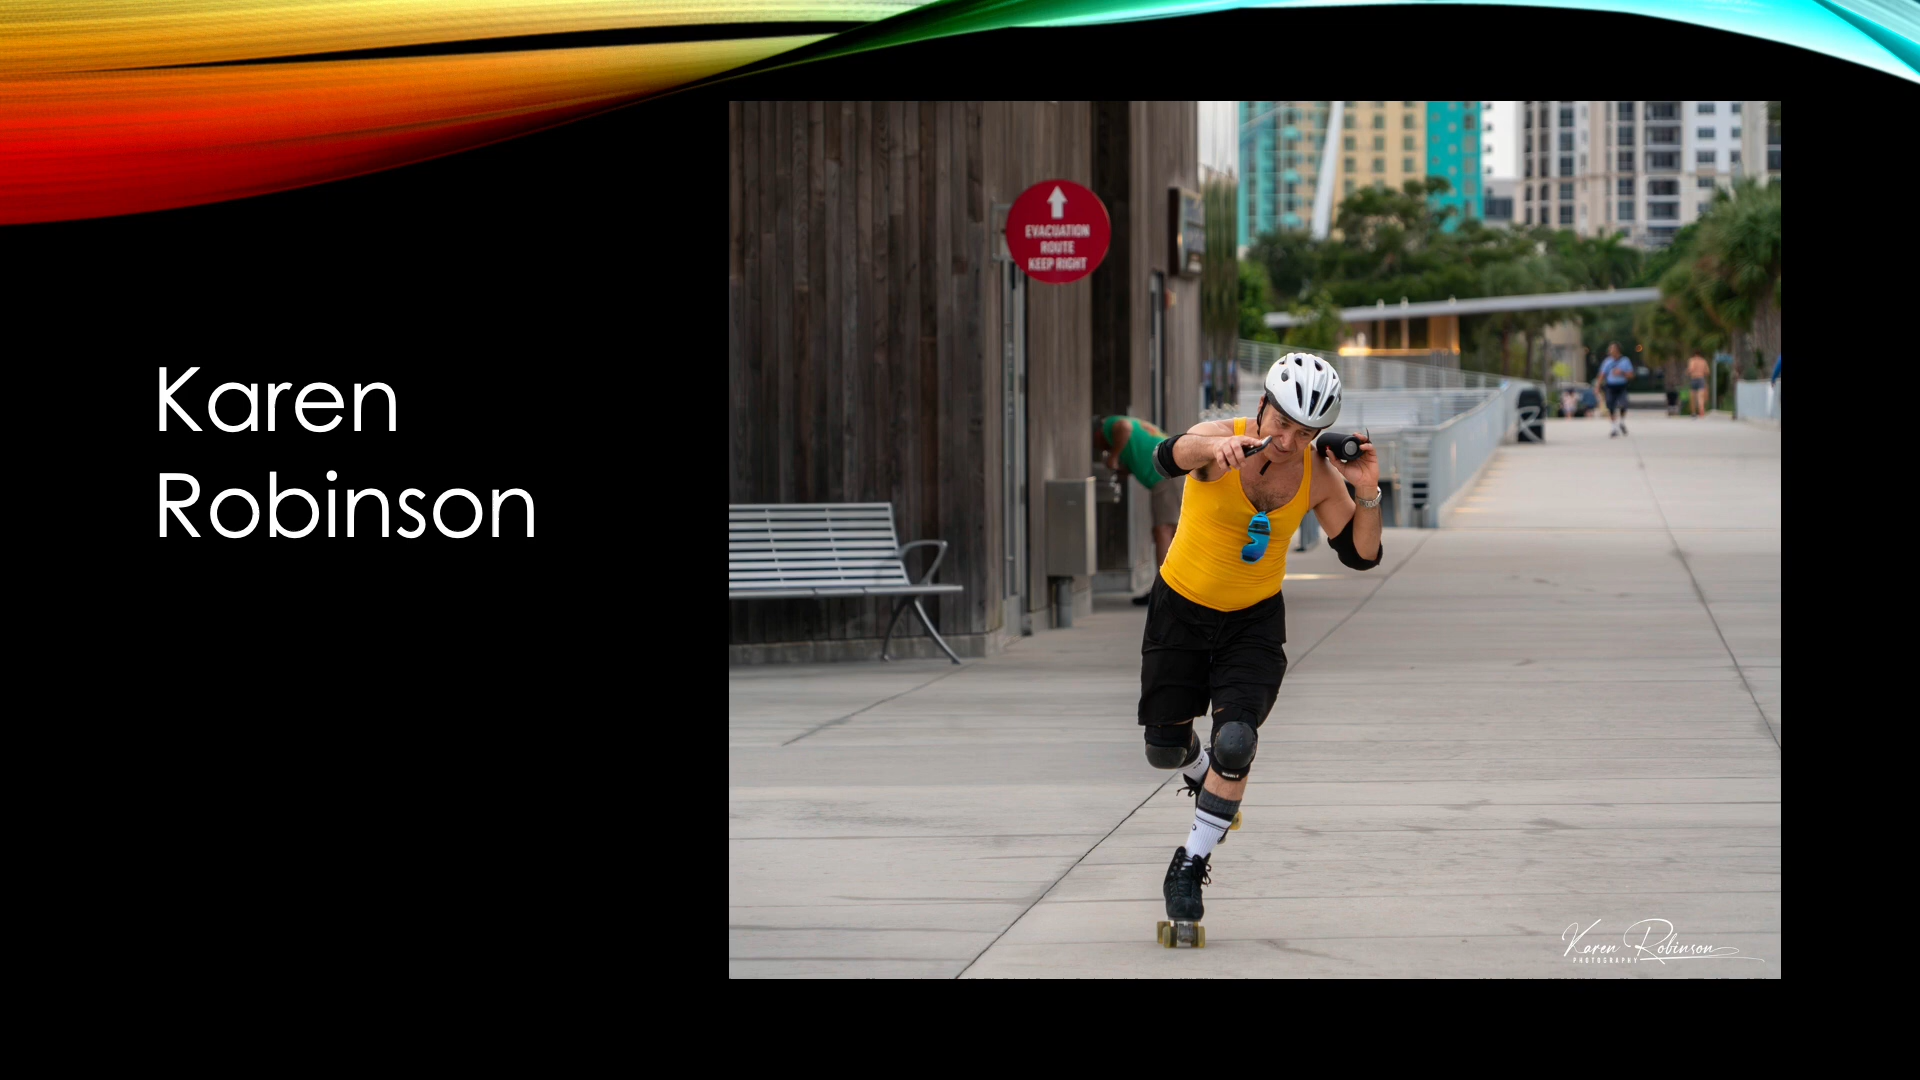 Karen
Robinson
EVACUATION
ROUTE
KEEP RIGHT
Karen Robinson
PHOTOGRAPHY